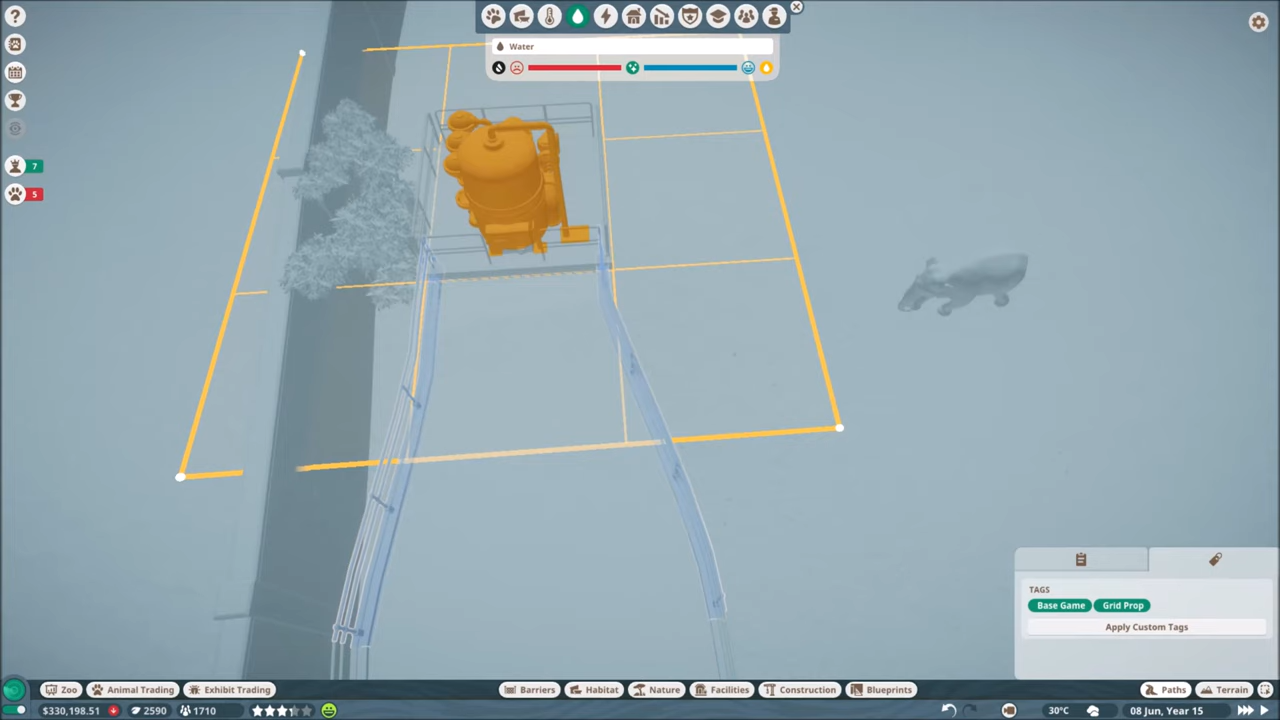 ?
Water
7
5
TAGS
Base Game Grid Prop
Apply Custom Tags
Zoo Animal Trading Exhibit Trading Barriers Habitat Nature Facilities Construction Blueprints Paths Terrain
$330,198.51 2590 1710 30°C 08 Jun, Year 15